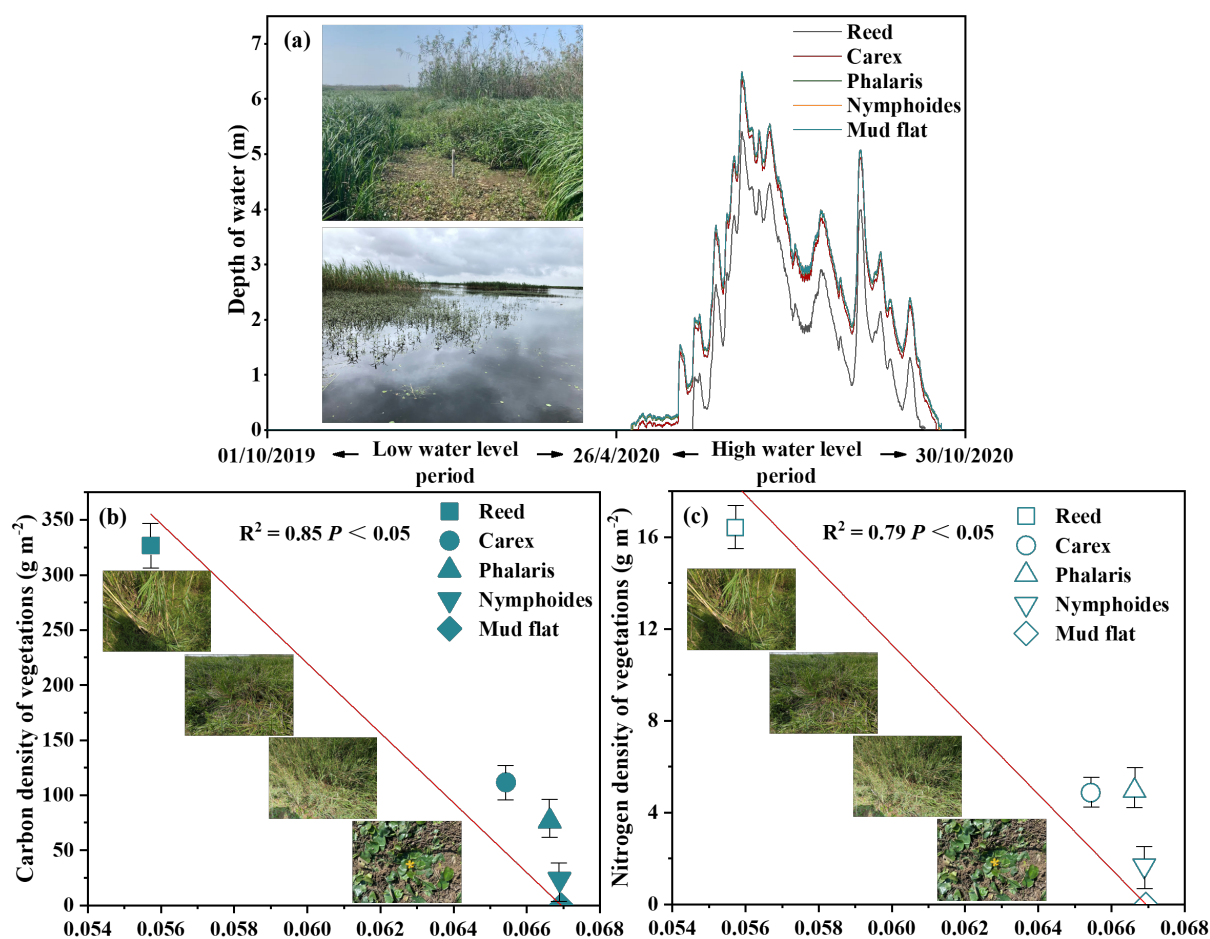 (a)
Reed
Carex
Phalaris
Nymphoides
Mud flat
Depth of water (m)
7
6
5
4
3
2
1
0
01/10/2019 ← Low water level period → 26/4/2020 ← High water level period → 30/10/2020
(b)
R² = 0.85 P < 0.05
Reed
Carex
Phalaris
Nymphoides
Mud flat
Carbon density of vegetations (g m⁻²)
350
300
250
200
150
100
50
0
0.054 0.056 0.058 0.060 0.062 0.064 0.066 0.068
(c)
R² = 0.79 P < 0.05
Reed
Carex
Phalaris
Nymphoides
Mud flat
Nitrogen density of vegetations (g m⁻²)
16
12
8
4
0
0.054 0.056 0.058 0.060 0.062 0.064 0.066 0.068